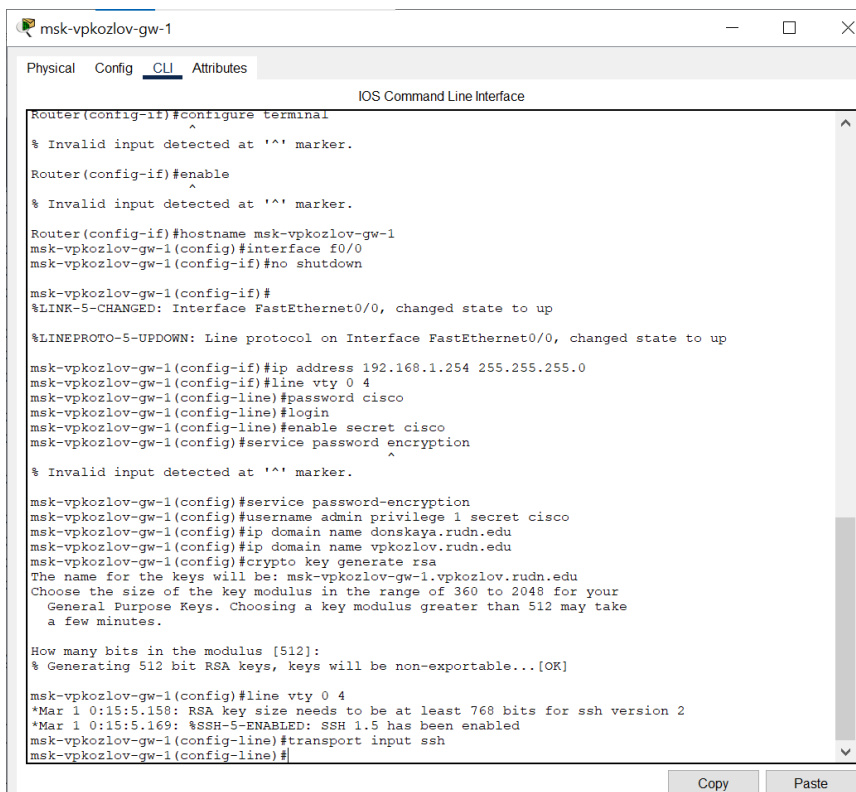 msk-vpkozlov-gw-1
Physical Config CLI Attributes
IOS Command Line Interface
Router(config-if)#configure terminal
^
% Invalid input detected at '^' marker.
Router(config-if)#enable
^
% Invalid input detected at '^' marker.
Router(config-if)#hostname msk-vpkozlov-gw-1
msk-vpkozlov-gw-1(config)#interface f0/0
msk-vpkozlov-gw-1(config-if)#no shutdown
msk-vpkozlov-gw-1(config-if)#
%LINK-5-CHANGED: Interface FastEthernet0/0, changed state to up
%LINEPROTO-5-UPDOWN: Line protocol on Interface FastEthernet0/0, changed state to up
msk-vpkozlov-gw-1(config-if)#ip address 192.168.1.254 255.255.255.0
msk-vpkozlov-gw-1(config-if)#line vty 0 4
msk-vpkozlov-gw-1(config-line)#password cisco
msk-vpkozlov-gw-1(config-line)#login
msk-vpkozlov-gw-1(config-line)#enable secret cisco
msk-vpkozlov-gw-1(config)#service password encryption
^
% Invalid input detected at '^' marker.
msk-vpkozlov-gw-1(config)#service password-encryption
msk-vpkozlov-gw-1(config)#username admin privilege 1 secret cisco
msk-vpkozlov-gw-1(config)#ip domain name donskaya.rudn.edu
msk-vpkozlov-gw-1(config)#ip domain name vpkozlov.rudn.edu
msk-vpkozlov-gw-1(config)#crypto key generate rsa
The name for the keys will be: msk-vpkozlov-gw-1.vpkozlov.rudn.edu
Choose the size of the key modulus in the range of 360 to 2048 for your
General Purpose Keys. Choosing a key modulus greater than 512 may take
a few minutes.
How many bits in the modulus [512]:
% Generating 512 bit RSA keys, keys will be non-exportable...[OK]
msk-vpkozlov-gw-1(config)#line vty 0 4
*Mar 1 0:15:5.158: RSA key size needs to be at least 768 bits for ssh version 2
*Mar 1 0:15:5.169: %SSH-5-ENABLED: SSH 1.5 has been enabled
msk-vpkozlov-gw-1(config-line)#transport input ssh
msk-vpkozlov-gw-1(config-line)#
Copy Paste